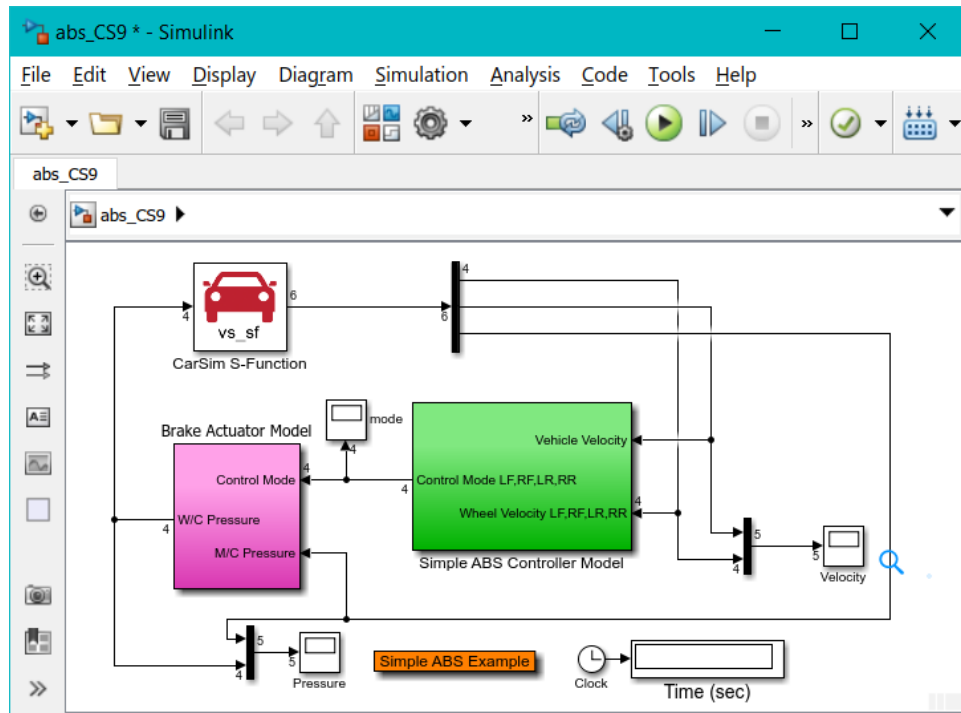 abs_CS9 * - Simulink
File Edit View Display Diagram Simulation Analysis Code Tools Help
» »
abs_CS9
abs_CS9
4
vs_sf
6
CarSim S-Function
4
6
mode
4
Brake Actuator Model
Control Mode
4
W/C Pressure
4
M/C Pressure
Vehicle Velocity
Control Mode LF,RF,LR,RR
4
Wheel Velocity LF,RF,LR,RR
4
Simple ABS Controller Model
5
4
5
Velocity
5
4
5
Pressure
Simple ABS Example
Clock
Time (sec)